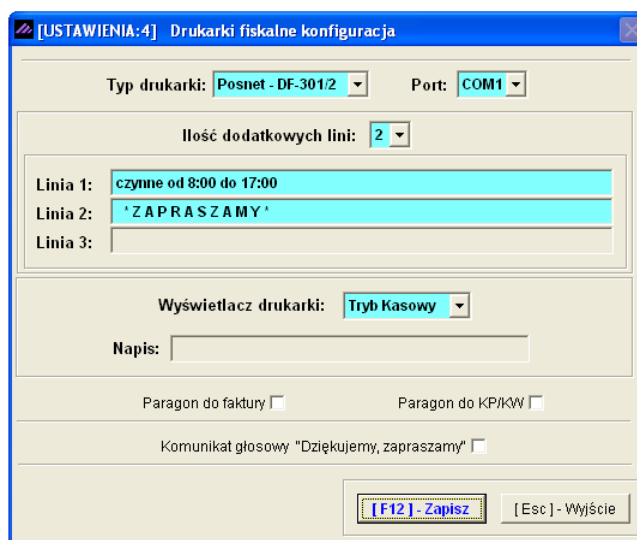 [USTAWIENIA:4] Drukarki fiskalne konfiguracja
Typ drukarki: Posnet - DF-301/2 Port: COM1
Ilość dodatkowych lini: 2
Linia 1: czynne od 8:00 do 17:00
Linia 2: * Z A P R A S Z A M Y *
Linia 3:
Wyświetlacz drukarki: Tryb Kasowy
Napis:
Paragon do faktury Paragon do KP/KW
Komunikat głosowy "Dziękujemy, zapraszamy"
[ F12 ] - Zapisz [ Esc ] - Wyjście